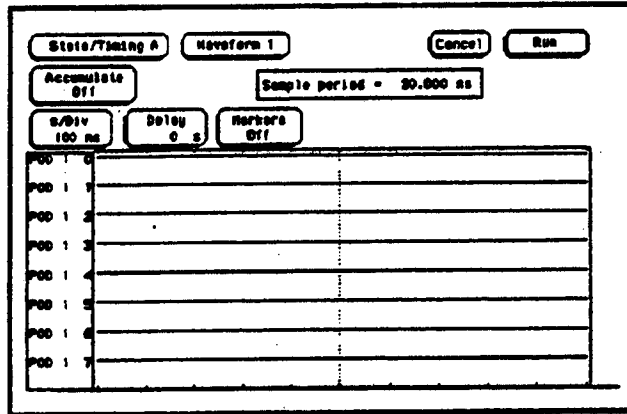 State/Timing A Waveform 1 Cancel Run
Accumulate Off
Sample period = 20.000 ns
s/Div 100 ns
Delay 0 s
Markers Off
POD 1 0
POD 1 1
POD 1 2
POD 1 3
POD 1 4
POD 1 5
POD 1 6
POD 1 7